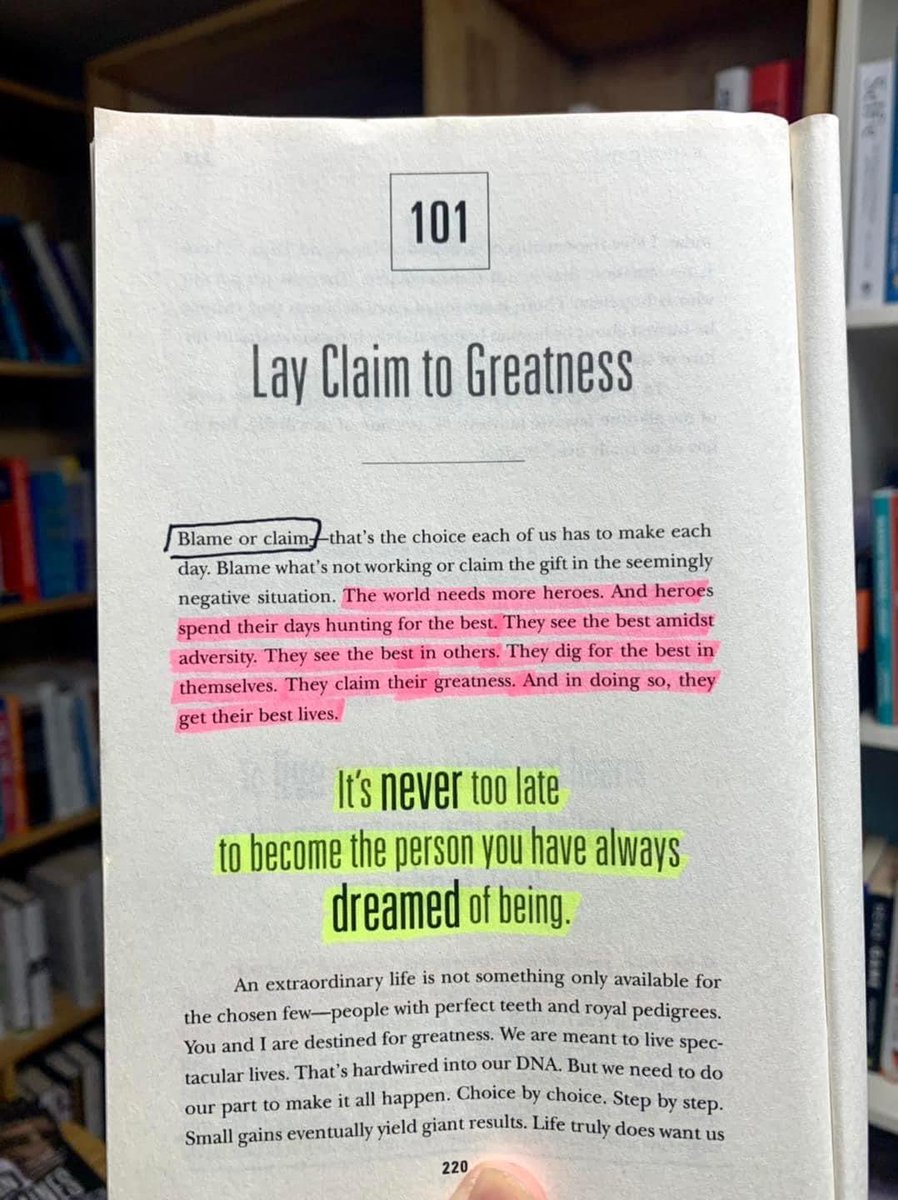 101
Lay Claim to Greatness
Blame or claim—that's the choice each of us has to make each
day. Blame what's not working or claim the gift in the seemingly
negative situation. The world needs more heroes. And heroes
spend their days hunting for the best. They see the best amidst
adversity. They see the best in others. They dig for the best in
themselves. They claim their greatness. And in doing so, they
get their best lives.
It's never too late
to become the person you have always
dreamed of being.
An extraordinary life is not something only available for
the chosen few—people with perfect teeth and royal pedigrees.
You and I are destined for greatness. We are meant to live spec-
tacular lives. That's hardwired into our DNA. But we need to do
our part to make it all happen. Choice by choice. Step by step.
Small gains eventually yield giant results. Life truly does want us
220